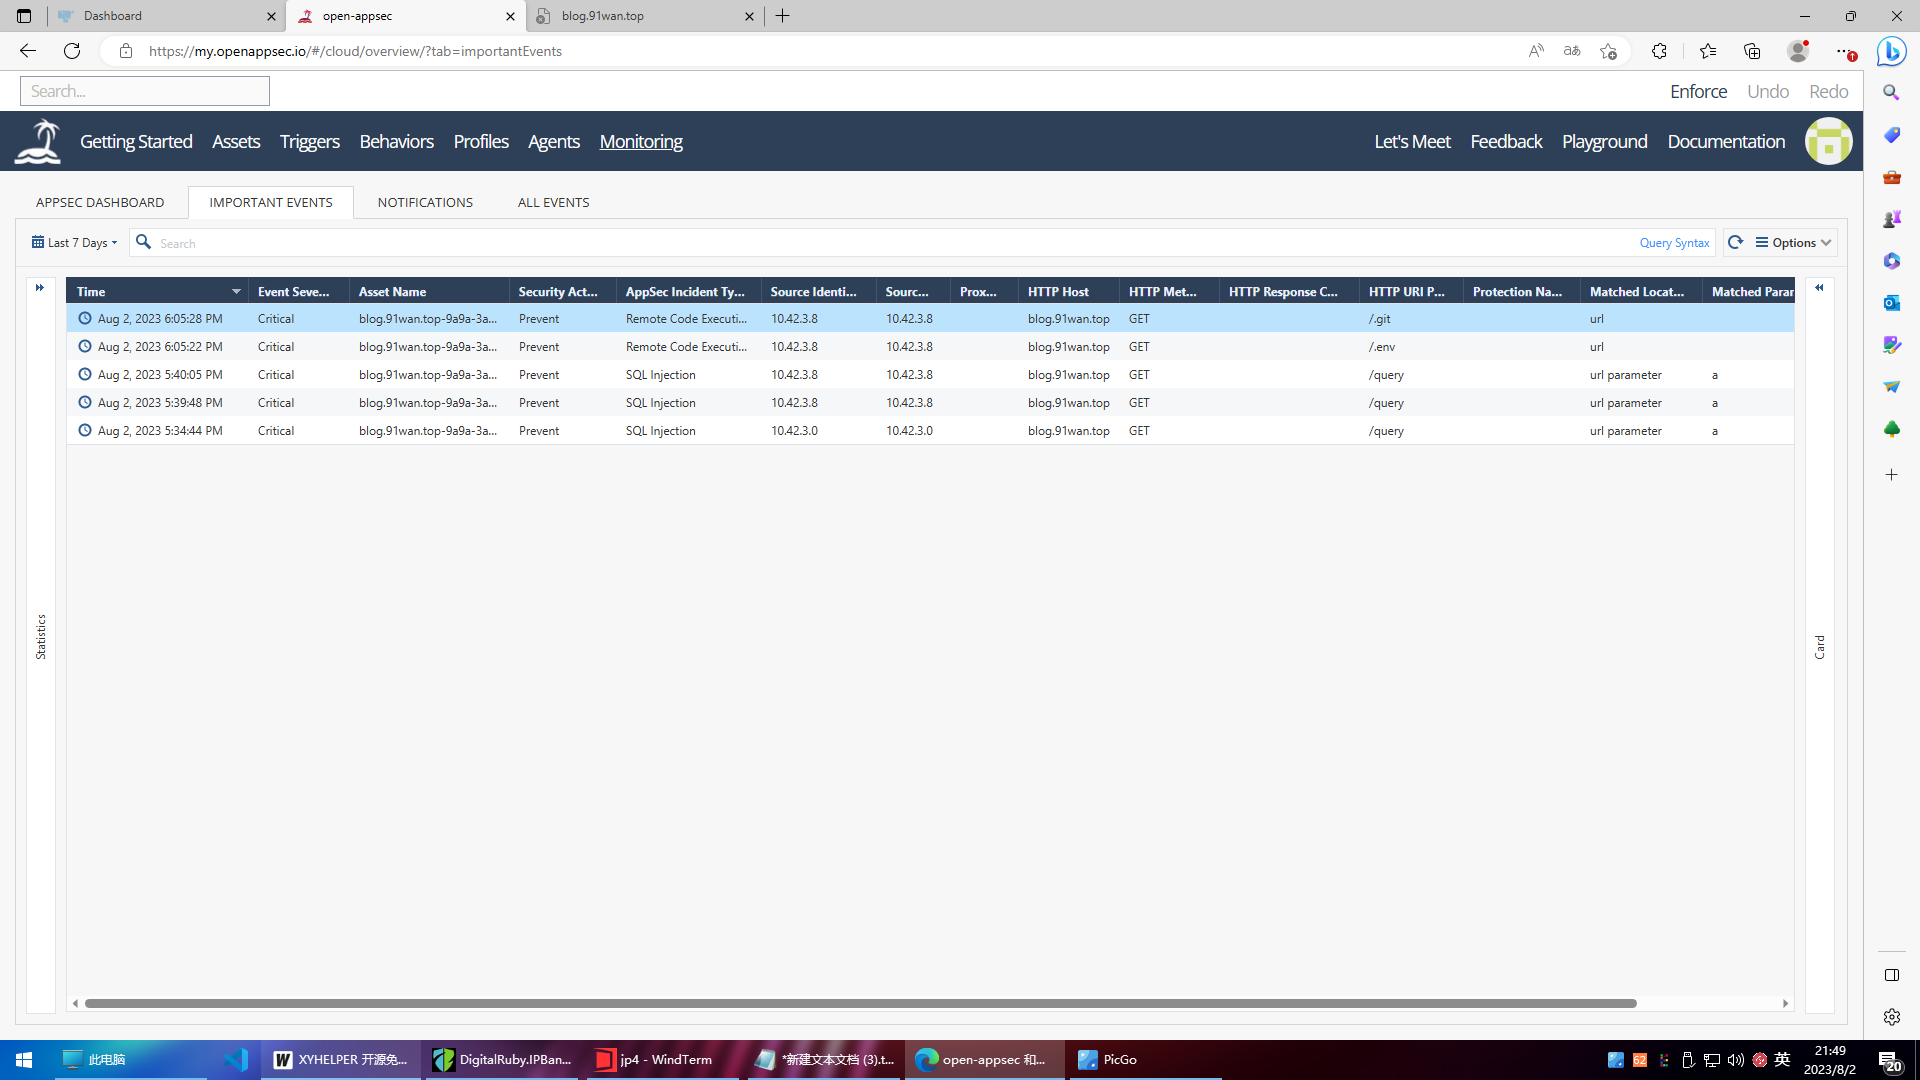 Dashboard
open-appsec
blog.91wan.top
https://my.openappsec.io/#/cloud/overview/?tab=importantEvents
Search...
Enforce Undo Redo
Getting Started Assets Triggers Behaviors Profiles Agents Monitoring Let's Meet Feedback Playground Documentation
APPSEC DASHBOARD IMPORTANT EVENTS NOTIFICATIONS ALL EVENTS
Last 7 Days Search Query Syntax Options
Time Event Seve... Asset Name Security Act... AppSec Incident Ty... Source Identi... Sourc... Prox... HTTP Host HTTP Met... HTTP Response C... HTTP URI P... Protection Na... Matched Locat... Matched Parar
Aug 2, 2023 6:05:28 PM Critical blog.91wan.top-9a9a-3a... Prevent Remote Code Executi... 10.42.3.8 10.42.3.8 blog.91wan.top GET /.git url
Aug 2, 2023 6:05:22 PM Critical blog.91wan.top-9a9a-3a... Prevent Remote Code Executi... 10.42.3.8 10.42.3.8 blog.91wan.top GET /.env url
Aug 2, 2023 5:40:05 PM Critical blog.91wan.top-9a9a-3a... Prevent SQL Injection 10.42.3.8 10.42.3.8 blog.91wan.top GET /query url parameter a
Aug 2, 2023 5:39:48 PM Critical blog.91wan.top-9a9a-3a... Prevent SQL Injection 10.42.3.8 10.42.3.8 blog.91wan.top GET /query url parameter a
Aug 2, 2023 5:34:44 PM Critical blog.91wan.top-9a9a-3a... Prevent SQL Injection 10.42.3.0 10.42.3.0 blog.91wan.top GET /query url parameter a
Statistics
Card
此电脑
XYHELPER 开源免...
DigitalRuby.IPBan...
jp4 - WindTerm
*新建文本文档 (3).t...
open-appsec 和...
PicGo
62
英
21:49
2023/8/2
20